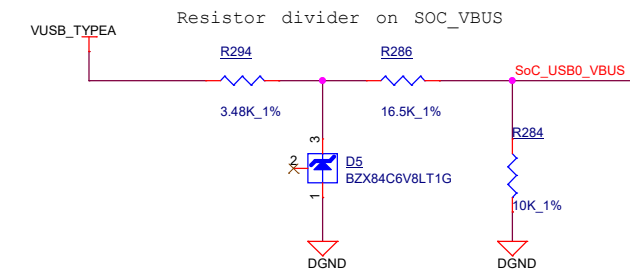 Resistor divider on SOC_VBUS
VUSB_TYPEA
R294
R286
SoC_USB0_VBUS
3.48K_1%
16.5K_1%
R284
3
2
D5
BZX84C6V8LT1G
1
10K_1%
DGND
DGND